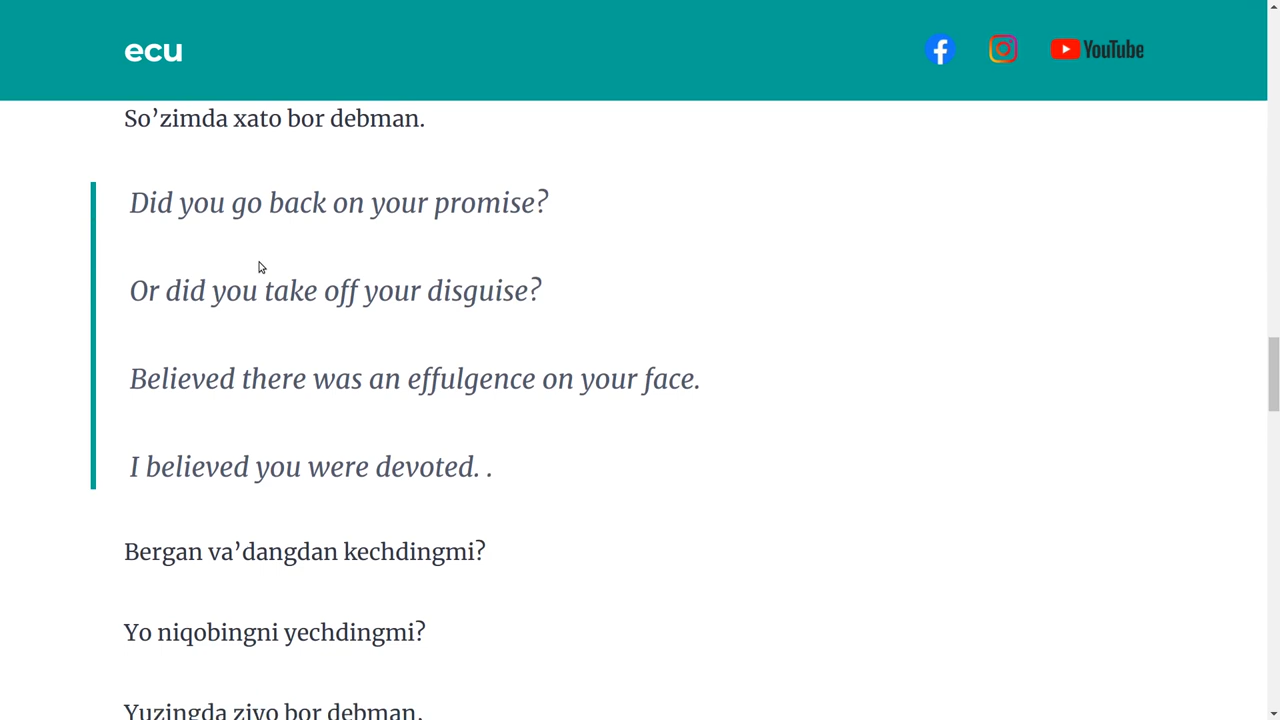 ecu
YouTube
So’zimda xato bor debman.
Did you go back on your promise?
Or did you take off your disguise?
Believed there was an effulgence on your face.
I believed you were devoted. .
Bergan va’dangdan kechdingmi?
Yo niqobingni yechdingmi?
Yuzingda ziyo bor debman.